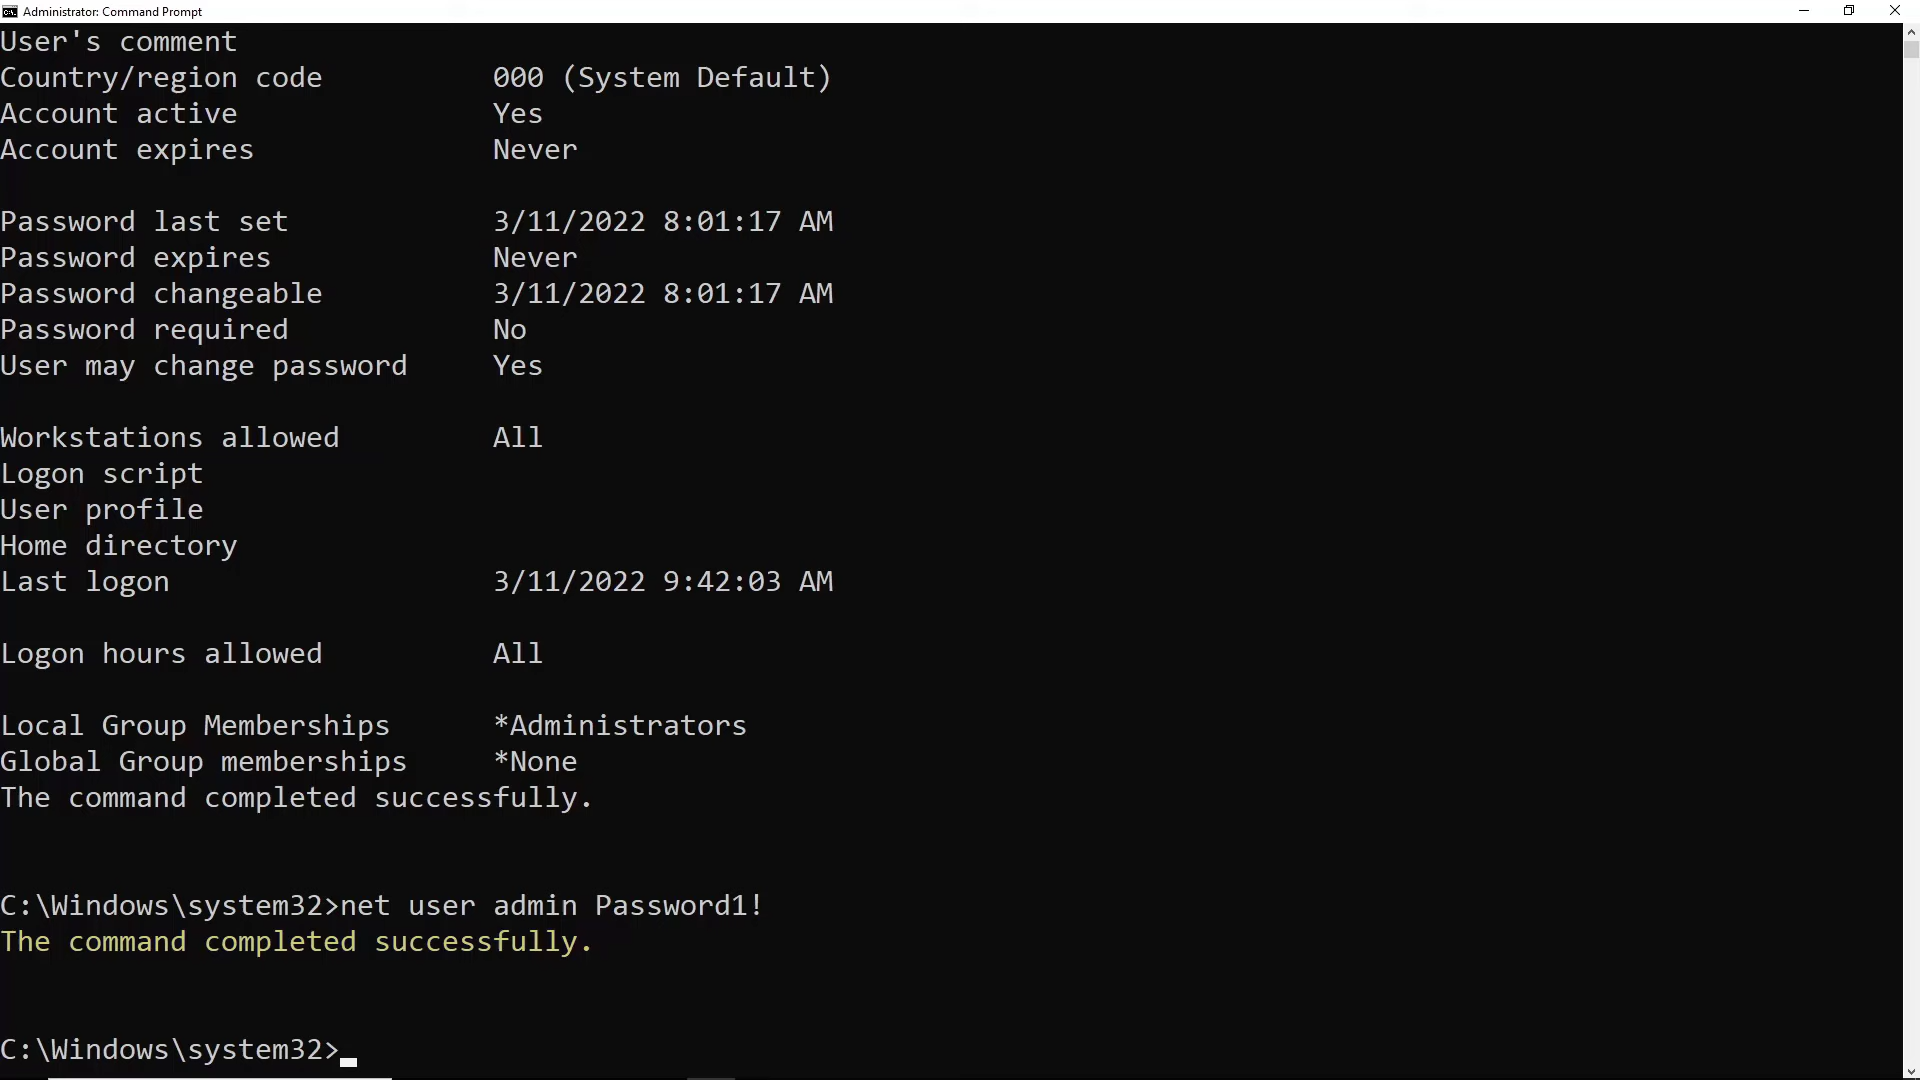 Administrator: Command Prompt
User's comment
Country/region code 000 (System Default)
Account active Yes
Account expires Never
Password last set 3/11/2022 8:01:17 AM
Password expires Never
Password changeable 3/11/2022 8:01:17 AM
Password required No
User may change password Yes
Workstations allowed All
Logon script
User profile
Home directory
Last logon 3/11/2022 9:42:03 AM
Logon hours allowed All
Local Group Memberships *Administrators
Global Group memberships *None
The command completed successfully.
C:\Windows\system32>net user admin Password1!
The command completed successfully.
C:\Windows\system32>